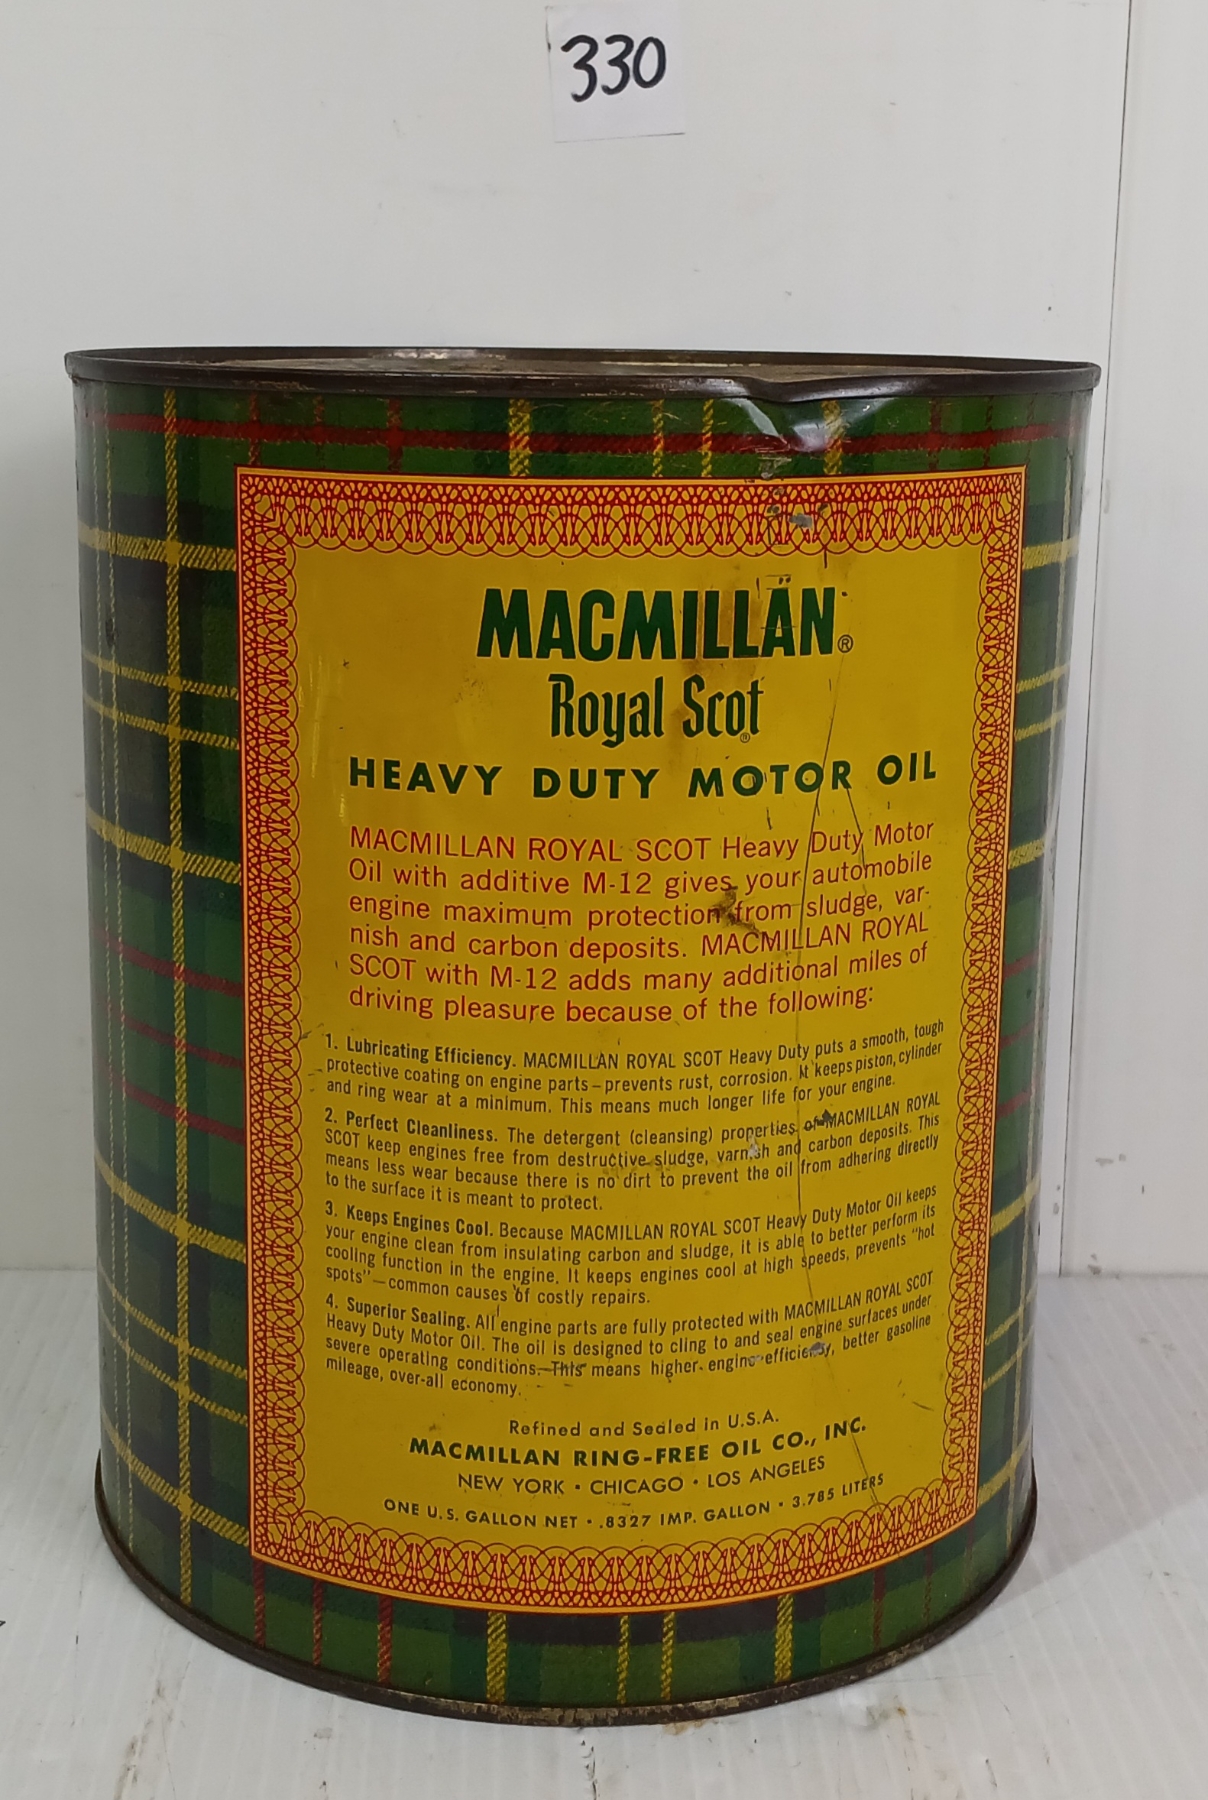 330
MACMILLAN®
Royal Scot®
HEAVY DUTY MOTOR OIL
MACMILLAN ROYAL SCOT Heavy Duty Motor
Oil with additive M-12 gives your automobile
engine maximum protection from sludge, var-
nish and carbon deposits. MACMILLAN ROYAL
SCOT with M-12 adds many additional miles of
driving pleasure because of the following:
1. Lubricating Efficiency. MACMILLAN ROYAL SCOT Heavy Duty puts a smooth, tough
protective coating on engine parts—prevents rust, corrosion. It keeps piston, cylinder
and ring wear at a minimum. This means much longer life for your engine.
2. Perfect Cleanliness. The detergent (cleansing) properties of MACMILLAN ROYAL
SCOT keep engines free from destructive sludge, varnish and carbon deposits. This
means less wear because there is no dirt to prevent the oil from adhering directly
to the surface it is meant to protect.
3. Keeps Engines Cool. Because MACMILLAN ROYAL SCOT Heavy Duty Motor Oil keeps
your engine clean from insulating carbon and sludge, it is able to better perform its
cooling function in the engine. It keeps engines cool at high speeds, prevents "hot
spots"—common causes of costly repairs.
4. Superior Sealing. All engine parts are fully protected with MACMILLAN ROYAL SCOT
Heavy Duty Motor Oil. The oil is designed to cling to and seal engine surfaces under
severe operating conditions. This means higher engine efficiency, better gasoline
mileage, over-all economy.
Refined and Sealed in U.S.A.
MACMILLAN RING-FREE OIL CO., INC.
NEW YORK • CHICAGO • LOS ANGELES
ONE U.S. GALLON NET • .8327 IMP. GALLON • 3.785 LITERS